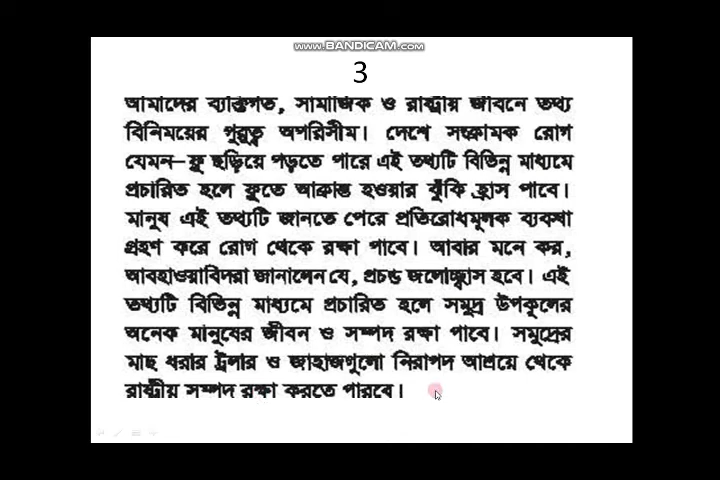 www.BANDICAM.com
3
আমাদের ব্যক্তিগত, সামাজিক ও রাষ্ট্রীয় জীবনে তথ্য
বিনিময়ের গুরুত্ব অপরিসীম। দেশে সংক্রামক রোগ
যেমন—ফ্লু ছড়িয়ে পড়তে পারে এই তথ্যটি বিভিন্ন মাধ্যমে
প্রচারিত হলে ফ্লুতে আক্রান্ত হওয়ার ঝুঁকি হ্রাস পাবে।
মানুষ এই তথ্যটি জানতে পেরে প্রতিরোধমূলক ব্যবস্থা
গ্রহণ করে রোগ থেকে রক্ষা পাবে। আবার মনে কর,
আবহাওয়াবিদরা জানালেন যে, প্রচন্ড জলোচ্ছ্বাস হবে। এই
তথ্যটি বিভিন্ন মাধ্যমে প্রচারিত হলে সমুদ্র উপকূলের
অনেক মানুষের জীবন ও সম্পদ রক্ষা পাবে। সমুদ্রের
মাছ ধরার ট্রলার ও জাহাজগুলো নিরাপদ আশ্রয়ে থেকে
রাষ্ট্রীয় সম্পদ রক্ষা করতে পারবে।